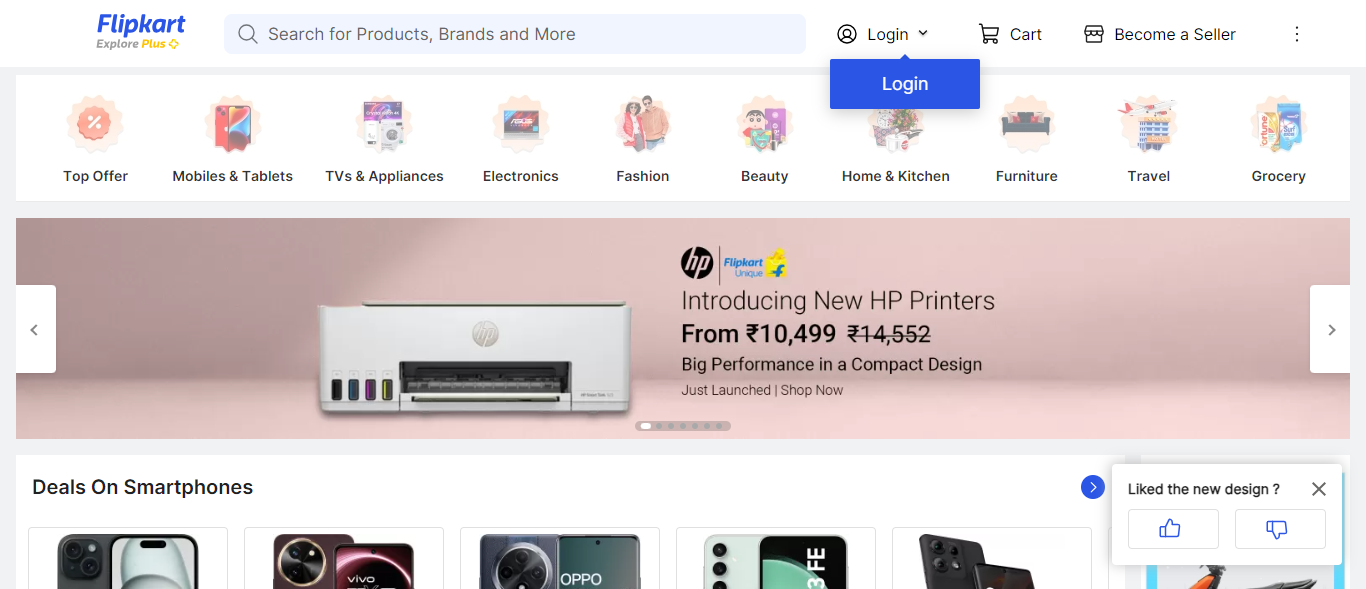 Flipkart
Explore Plus
Search for Products, Brands and More
Login
Cart
Become a Seller
Login
Top Offer
Mobiles & Tablets
TVs & Appliances
Electronics
Fashion
Beauty
Home & Kitchen
Furniture
Travel
Grocery
hp
Flipkart
Unique
Introducing New HP Printers
From ₹10,499 ₹14,552
Big Performance in a Compact Design
Just Launched | Shop Now
hp
Deals On Smartphones
Liked the new design ?
vivo
OPPO
3 FE